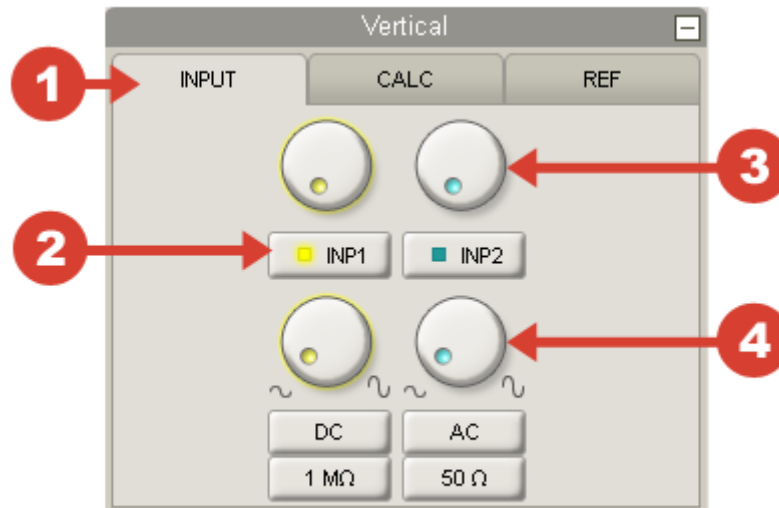 Vertical
1 INPUT CALC REF
3
2 INP1 INP2
4
DC AC
1 MΩ 50 Ω